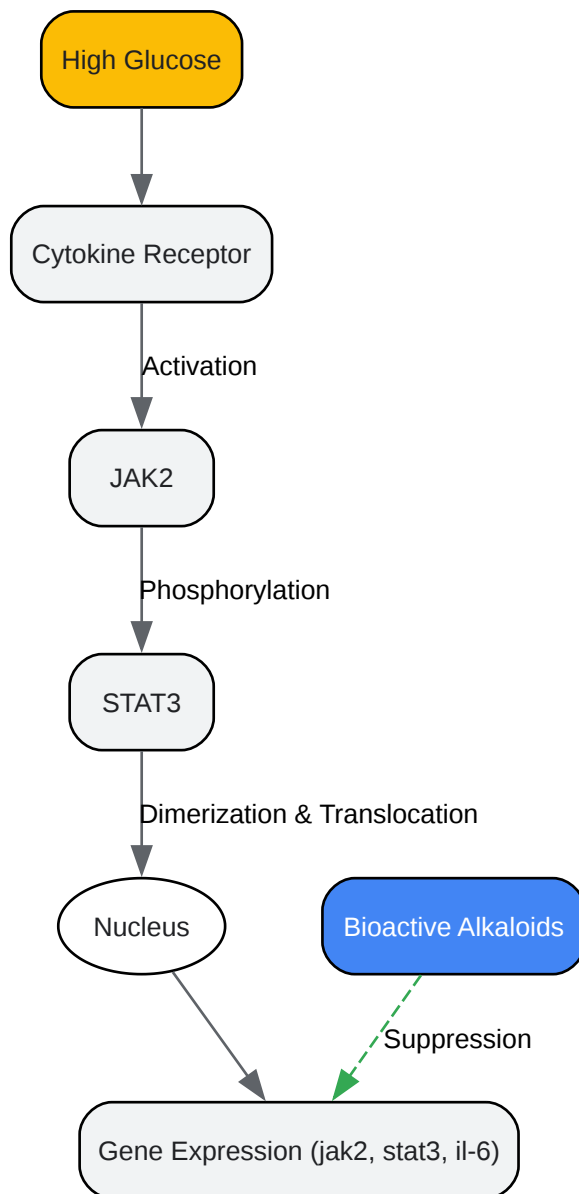 High Glucose
Cytokine Receptor
Activation
JAK2
Phosphorylation
STAT3
Dimerization & Translocation
Nucleus
Bioactive Alkaloids
Suppression
Gene Expression (jak2, stat3, il-6)